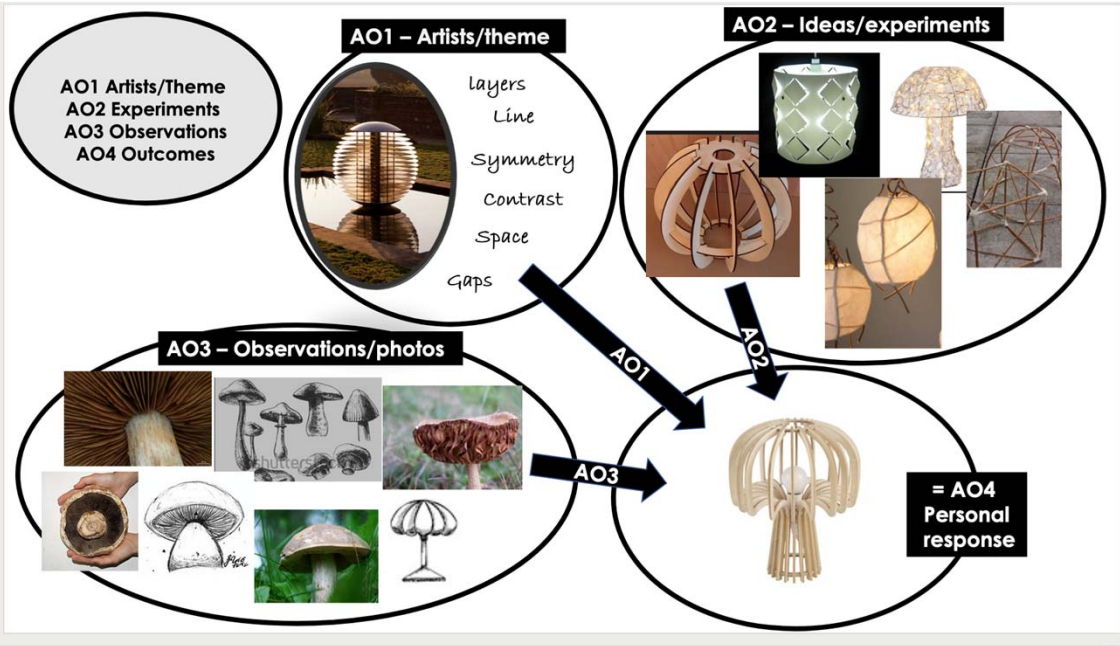 AO1 Artists/Theme
AO2 Experiments
AO3 Observations
AO4 Outcomes
AO1 – Artists/theme
layers
Line
Symmetry
Contrast
Space
Gaps
AO2 – Ideas/experiments
AO3 – Observations/photos
AO1
AO2
AO3
= AO4
Personal
response